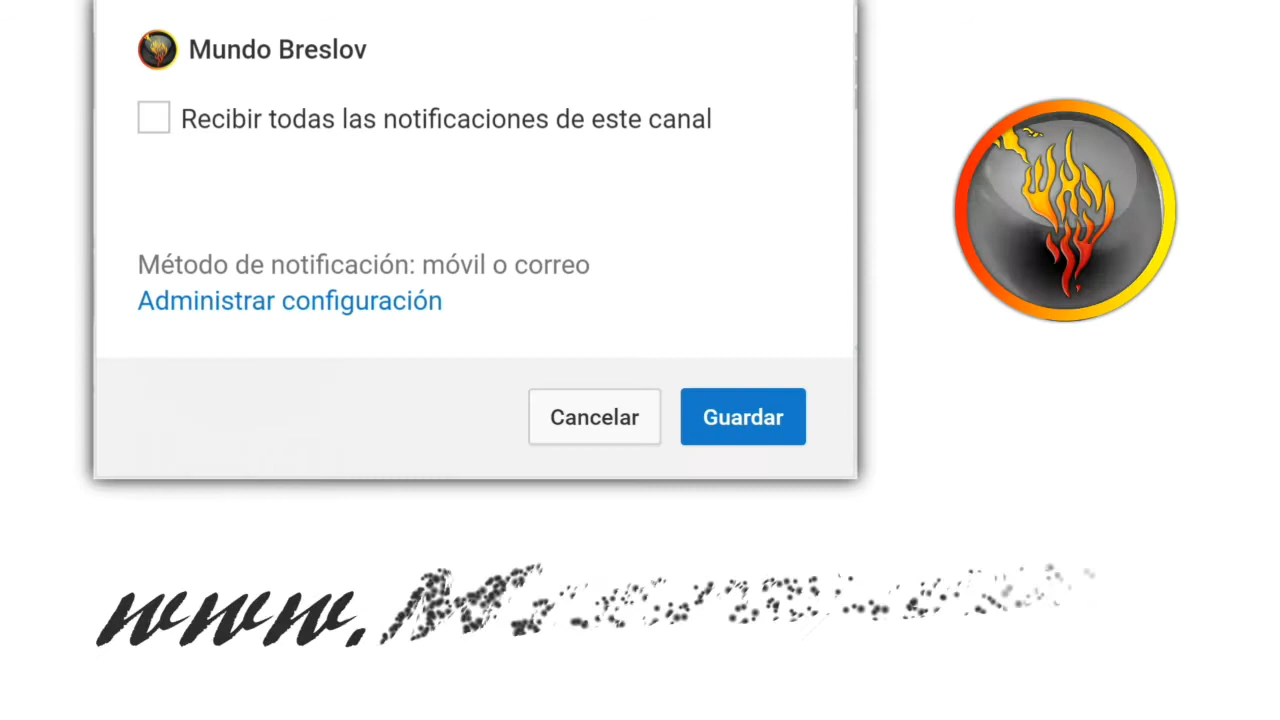 Mundo Breslov
Recibir todas las notificaciones de este canal
Método de notificación: móvil o correo
Administrar configuración
Cancelar
Guardar
www.